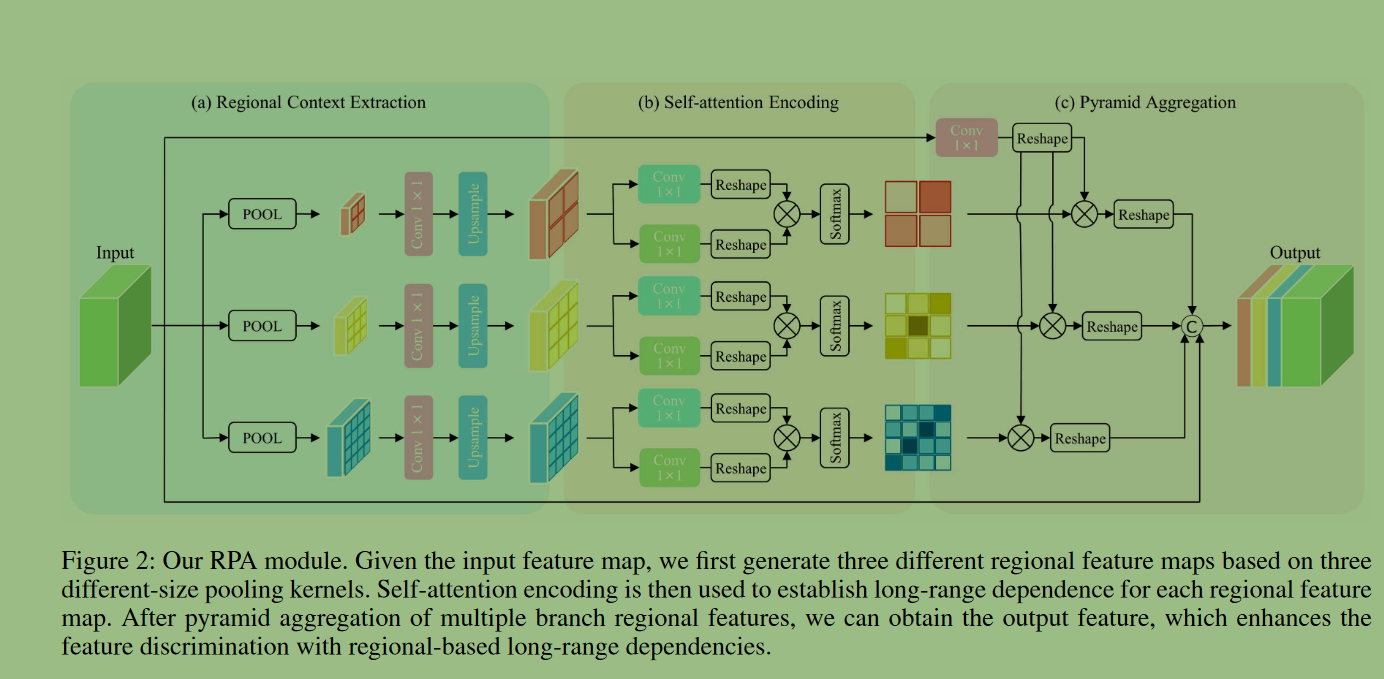 (a) Regional Context Extraction
(b) Self-attention Encoding
(c) Pyramid Aggregation
Conv
1×1
Reshape
POOL
Conv 1×1
Upsample
Conv
1×1
Reshape
Conv
1×1
Reshape
Softmax
Reshape
Input
Output
POOL
Conv 1×1
Upsample
Conv
1×1
Reshape
Conv
1×1
Reshape
Softmax
Reshape
C
POOL
Conv 1×1
Upsample
Conv
1×1
Reshape
Conv
1×1
Reshape
Softmax
Reshape
Figure 2: Our RPA module. Given the input feature map, we first generate three different regional feature maps based on three
different-size pooling kernels. Self-attention encoding is then used to establish long-range dependence for each regional feature
map. After pyramid aggregation of multiple branch regional features, we can obtain the output feature, which enhances the
feature discrimination with regional-based long-range dependencies.